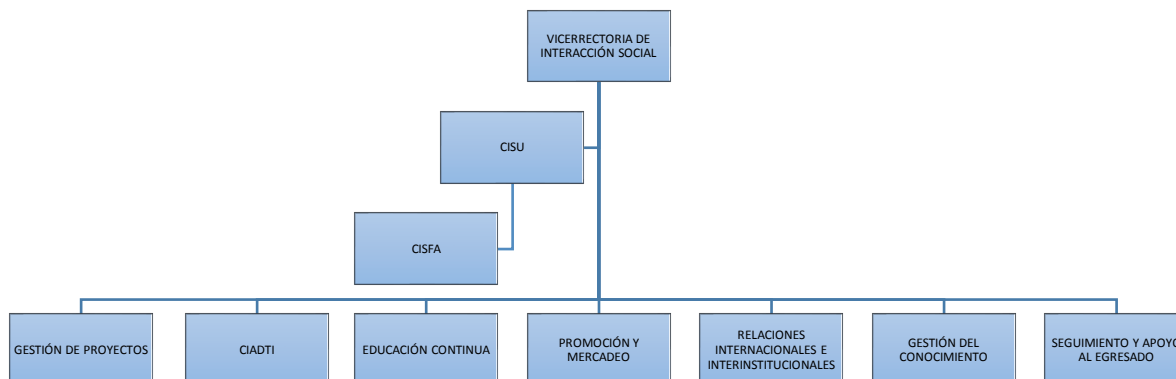 VICERRECTORIA DE
INTERACCIÓN SOCIAL
CISU
CISFA
GESTIÓN DE PROYECTOS
CIADTI
EDUCACIÓN CONTINUA
PROMOCIÓN Y
MERCADEO
RELACIONES
INTERNACIONALES E
INTERINSTITUCIONALES
GESTIÓN DEL
CONOCIMIENTO
SEGUIMIENTO Y APOYO
AL EGRESADO